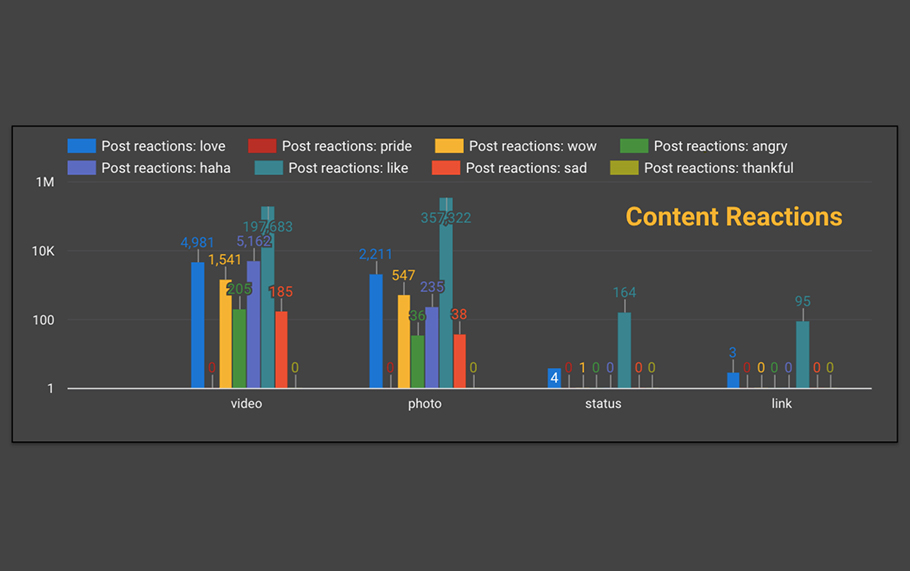 Post reactions: love Post reactions: pride Post reactions: wow Post reactions: angry
Post reactions: haha Post reactions: like Post reactions: sad Post reactions: thankful
Content Reactions
1M
10K
100
1
4,981 0 1,541 205 5,162 197,683 185 0
2,211 0 547 36 235 357,322 38 0
4 0 1 0 0 164 0 0
3 0 0 0 0 95 0 0
video photo status link